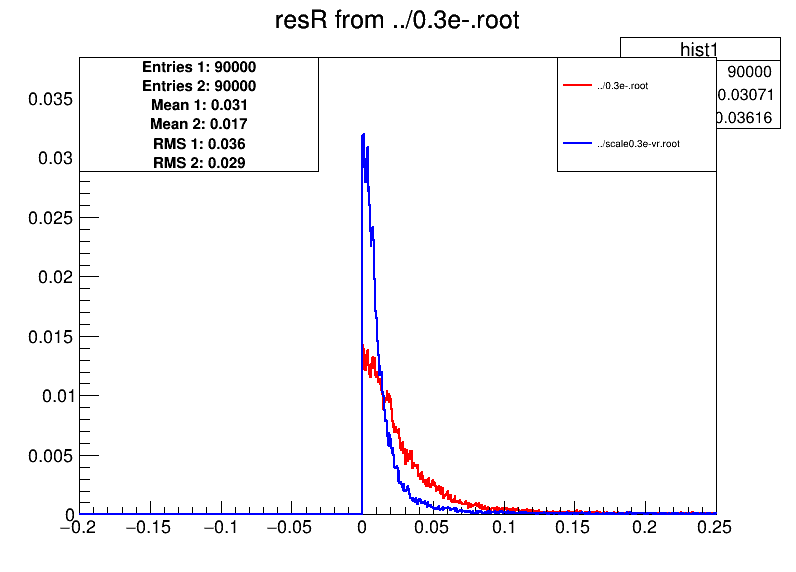 resR from ../0.3e-.root
hist1
90000
0.03071
0.03616
Entries 1: 90000
Entries 2: 90000
Mean 1: 0.031
Mean 2: 0.017
RMS 1: 0.036
RMS 2: 0.029
../0.3e-.root
../scale0.3e-vr.root
0.035
0.03
0.025
0.02
0.015
0.01
0.005
0
−0.2 −0.15 −0.1 −0.05 0 0.05 0.1 0.15 0.2 0.25